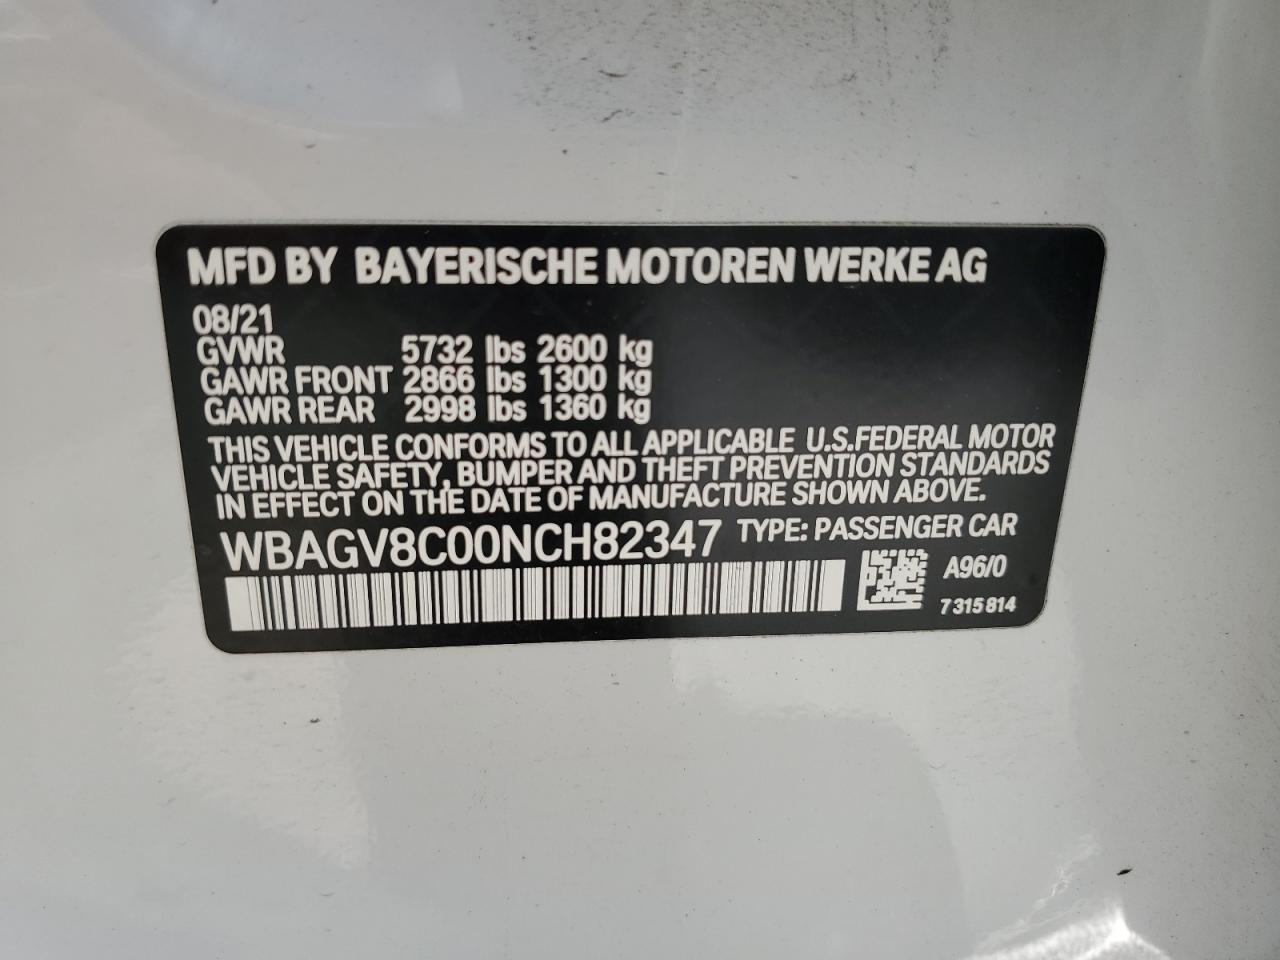 MFD BY BAYERISCHE MOTOREN WERKE AG
08/21
GVWR 5732 lbs 2600 kg
GAWR FRONT 2866 lbs 1300 kg
GAWR REAR 2998 lbs 1360 kg
THIS VEHICLE CONFORMS TO ALL APPLICABLE U.S.FEDERAL MOTOR
VEHICLE SAFETY, BUMPER AND THEFT PREVENTION STANDARDS
IN EFFECT ON THE DATE OF MANUFACTURE SHOWN ABOVE.
WBAGV8C00NCH82347 TYPE: PASSENGER CAR
A96/0
7 315 814